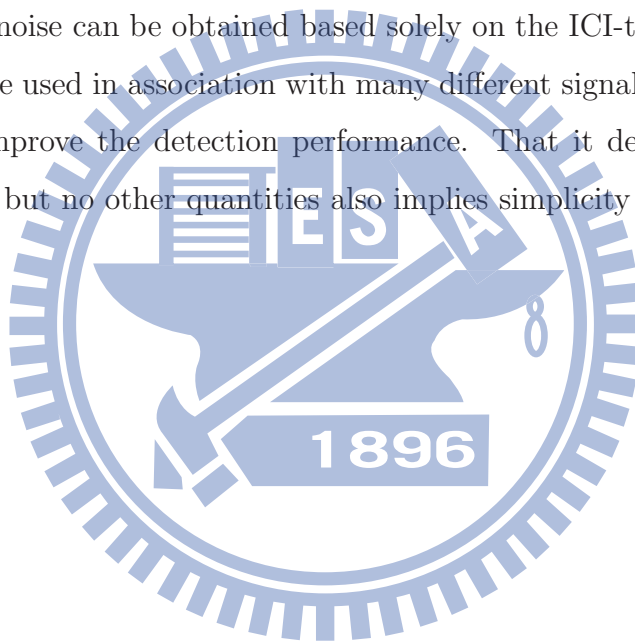 noise can be obtained based solely on the ICI-t
e used in association with many different signal
nprove the detection performance. That it de
but no other quantities also implies simplicity
E S A
1896